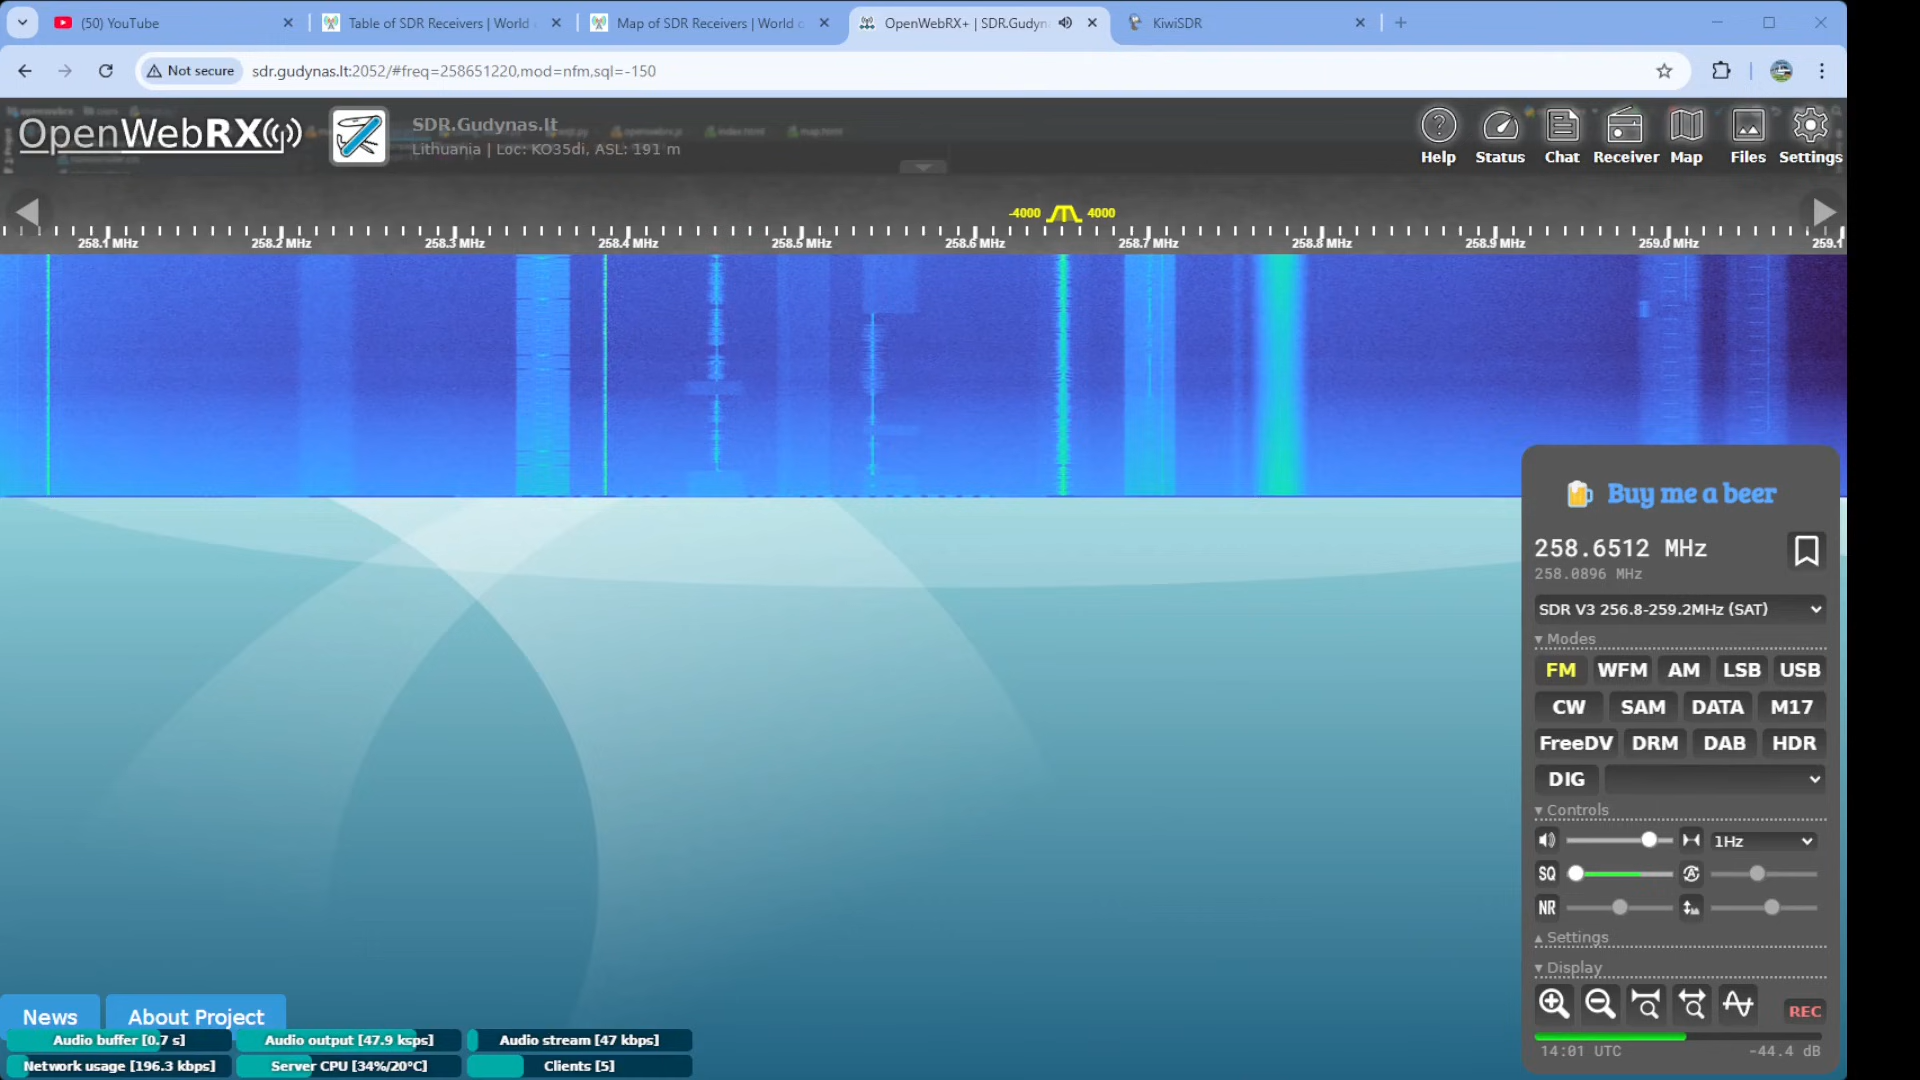 (50) YouTube
Table of SDR Receivers | World
Map of SDR Receivers | World c
OpenWebRX+ | SDR.Gudyn
KiwiSDR
Not secure
sdr.gudynas.lt:2052/#freq=258651220,mod=nfm,sql=-150
OpenWebRX
SDR.Gudynas.lt
Lithuania | Loc: KO35di, ASL: 191 m
Help
Status
Chat
Receiver
Map
Files
Settings
-4000
4000
258.1 MHz
258.2 MHz
258.3 MHz
258.4 MHz
258.5 MHz
258.6 MHz
258.7 MHz
258.8 MHz
258.9 MHz
259.0 MHz
259.1
Buy me a beer
258.6512 MHz
258.0896 MHz
SDR V3 256.8-259.2MHz (SAT)
Modes
FM WFM AM LSB USB
CW SAM DATA M17
FreeDV DRM DAB HDR
DIG
Controls
1Hz
SQ
NR
Settings
Display
REC
14:01 UTC
-44.4 dB
News
About Project
Audio buffer [0.7 s]
Audio output [47.9 ksps]
Audio stream [47 kbps]
Network usage [196.3 kbps]
Server CPU [34%/20°C]
Clients [5]